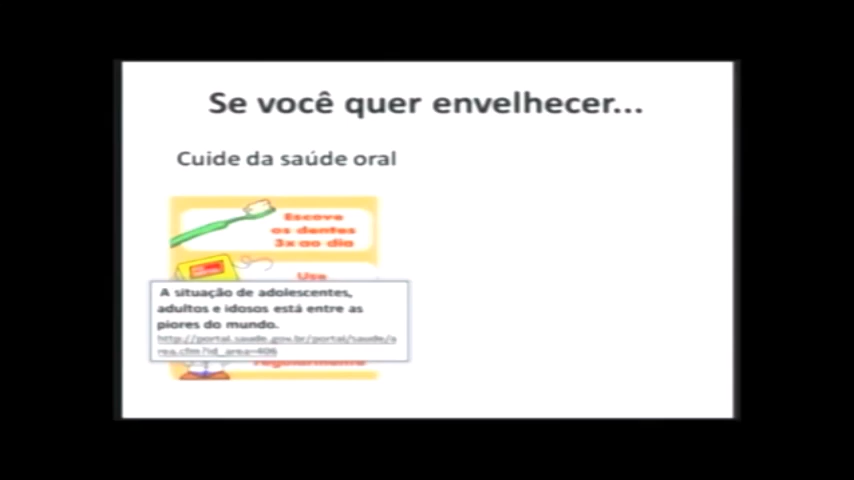 Se você quer envelhecer...
Cuide da saúde oral
Escove
os dentes
3x ao dia
Use
A situação de adolescentes,
adultos e idosos está entre as
piores do mundo.
http://portal.saude.gov.br/portal/saude/a
rea.cfm?id_area=406
regularmente